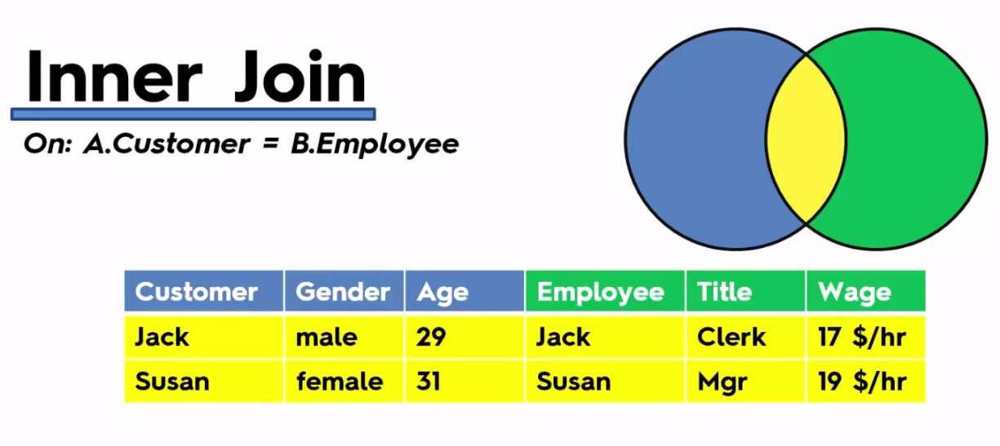 Inner Join
On: A.Customer = B.Employee
Customer Gender Age Employee Title Wage
Jack male 29 Jack Clerk 17 $/hr
Susan female 31 Susan Mgr 19 $/hr